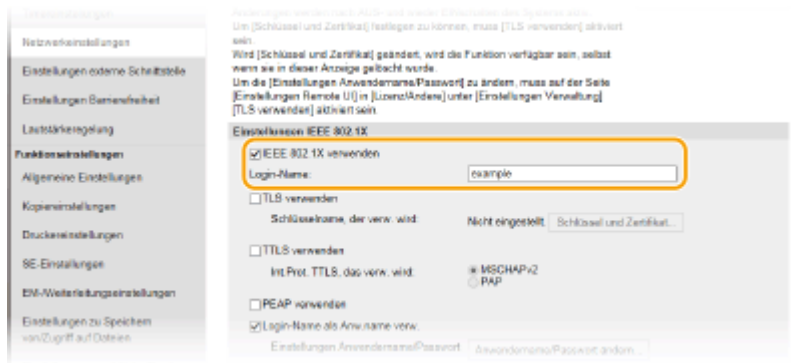 Netzwerkeinstellungen
Einstellungen externe Schnittstelle
Einstellungen Barrierefreiheit
Lautstärkeregelung
Funktionseinstellungen
Allgemeine Einstellungen
Kopiereinstellungen
Druckereinstellungen
SE-Einstellungen
EM-/Weiterleitungseinstellungen
Einstellungen zu Speichern
von/Zugriff auf Dateien
Um [Schlüssel und Zertifikat] festlegen zu können, muss [TLS verwenden] aktiviert
sein.
Wird [Schlüssel und Zertifikat] geändert, wird die Funktion verfügbar sein, selbst
wenn sie in dieser Anzeige gelöscht wurde.
Um die [Einstellungen Anwendername/Passwort] zu ändern, muss auf der Seite
[Einstellungen Remote UI] in [Lizenz/Andere] unter [Einstellungen Verwaltung]
[TLS verwenden] aktiviert sein.
Einstellungen IEEE 802.1X
IEEE 802.1X verwenden
Login-Name: example
TLS verwenden
Schlüsselname, der verw. wird: Nicht eingestellt Schlüssel und Zertifikat...
TTLS verwenden
Int.Prot. TTLS, das verw. wird: MSCHAPv2
PAP
PEAP verwenden
Login-Name als Anw.name verw.
Einstellungen Anwendername/Passwort Anwendername/Passwort ändern...